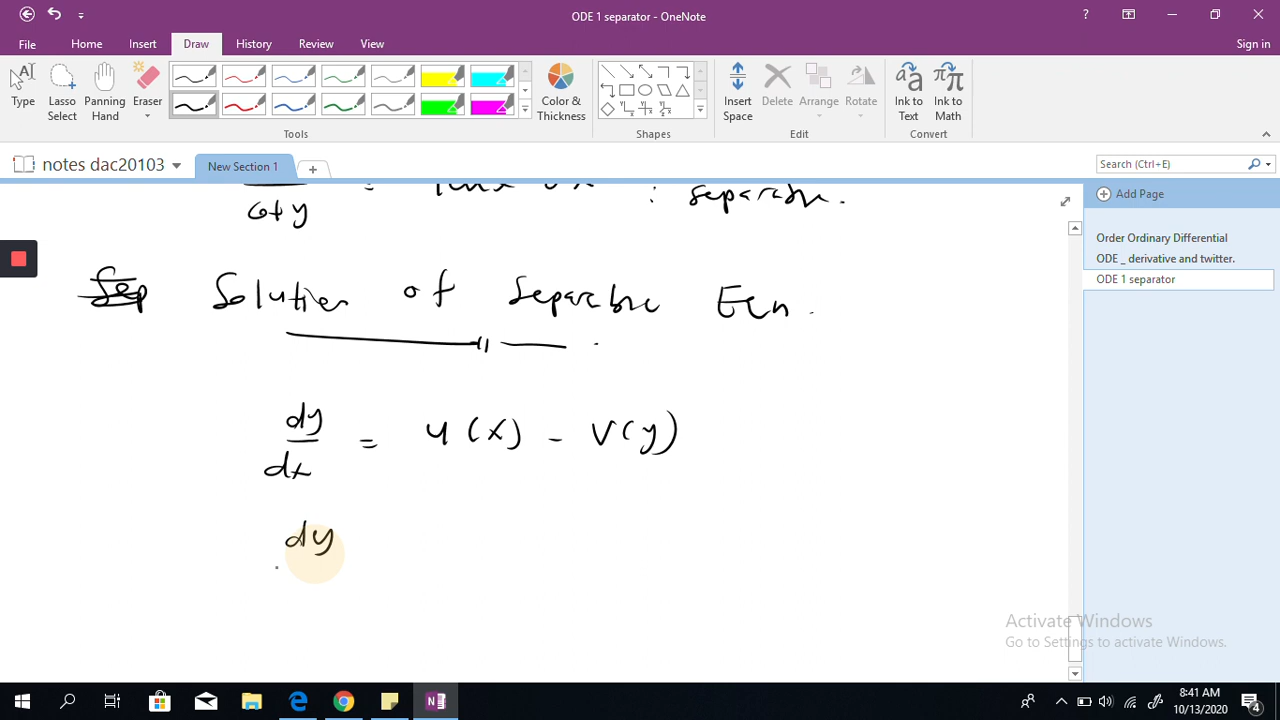 ODE 1 separator - OneNote
?
File Home Insert Draw History Review View Sign in
Type Lasso Select Panning Hand Eraser Color & Thickness Insert Space Delete Arrange Rotate Ink to Text Ink to Math
Tools Shapes Edit Convert
notes dac20103 New Section 1 Search (Ctrl+E)
Add Page
Order Ordinary Differential
ODE _ derivative and twitter.
ODE 1 separator
= : separable.
6+y
Sep Solution of Separable Eqn.
dy
= u(x) - v(y)
dx
dy
Activate Windows
Go to Settings to activate Windows.
8:41 AM
10/13/2020
4